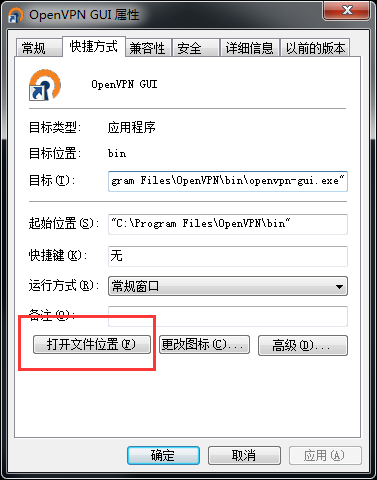 OpenVPN GUI 属性
常规 快捷方式 兼容性 安全 详细信息 以前的版本
OpenVPN GUI
目标类型: 应用程序
目标位置: bin
目标(T): gram Files\OpenVPN\bin\openvpn-gui.exe"
起始位置(S): "C:\Program Files\OpenVPN\bin"
快捷键(K): 无
运行方式(R): 常规窗口
备注(O):
打开文件位置(F) 更改图标(C)... 高级(D)...
确定 取消 应用(A)